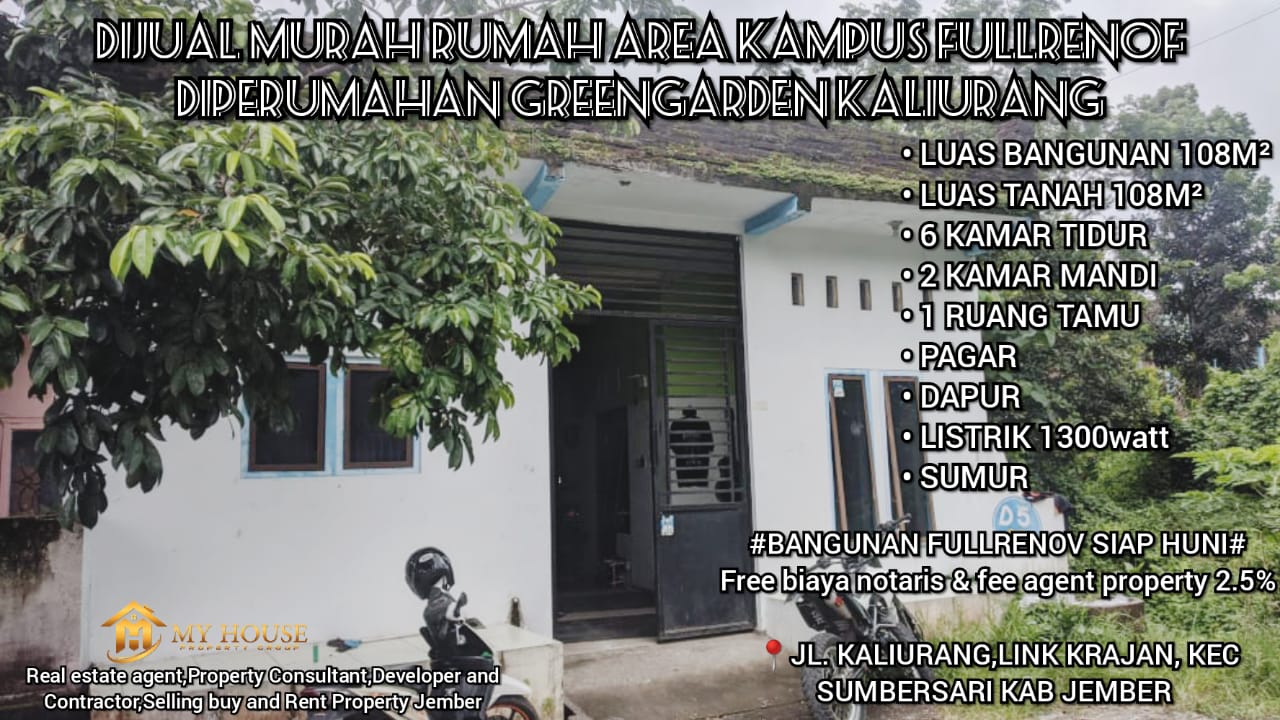 DIJUAL MURAH RUMAH AREA KAMPUS FULLRENOF
DIPERUMAHAN GREENGARDEN KALIURANG
• LUAS BANGUNAN 108M²
• LUAS TANAH 108M²
• 6 KAMAR TIDUR
• 2 KAMAR MANDI
• 1 RUANG TAMU
• PAGAR
• DAPUR
• LISTRIK 1300watt
• SUMUR
D5
#BANGUNAN FULLRENOV SIAP HUNI#
Free biaya notaris & fee agent property 2.5%
MY HOUSE
PROPERTY GROUP
Real estate agent,Property Consultant,Developer and
Contractor,Selling buy and Rent Property Jember
📍JL. KALIURANG,LINK KRAJAN, KEC
SUMBERSARI KAB JEMBER